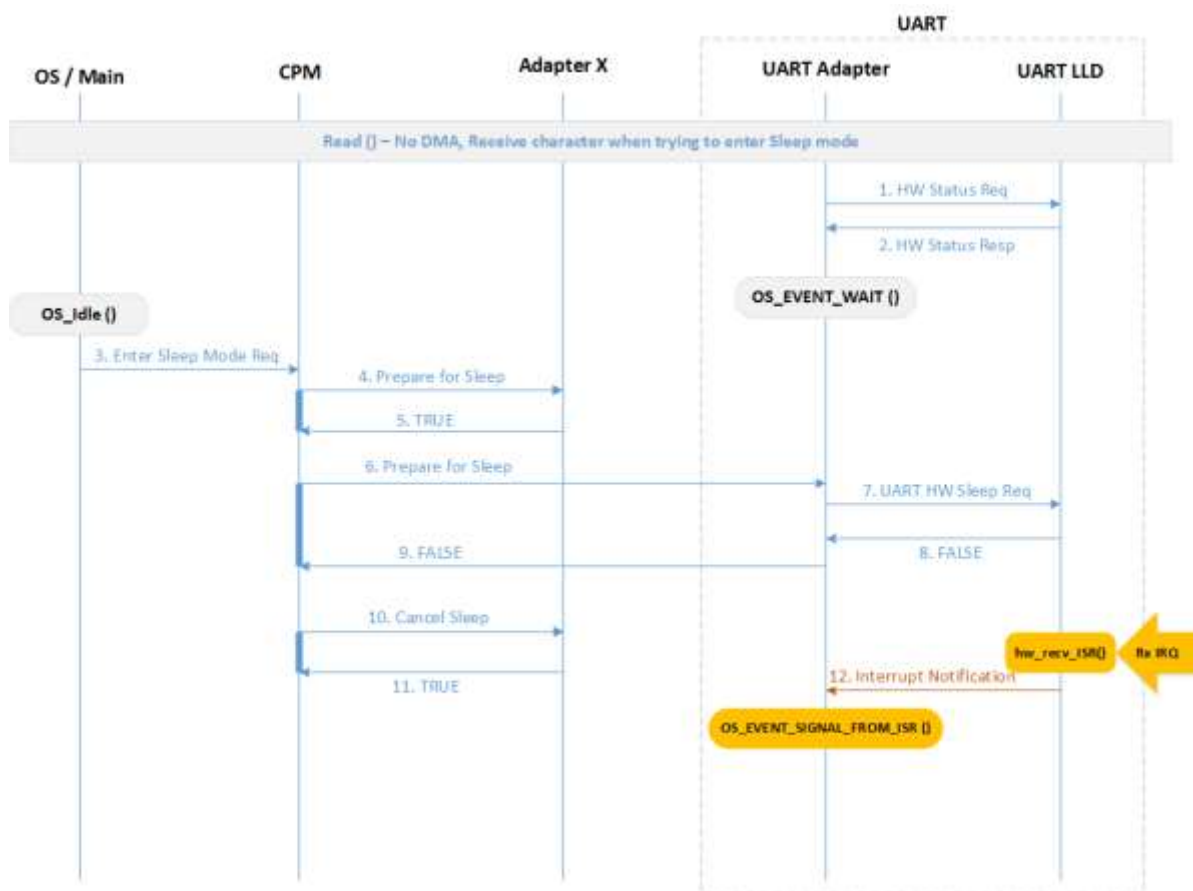 UART
OS / Main
CPM
Adapter X
UART Adapter
UART LLD
Read () – No DMA, Receive character when trying to enter Sleep mode
1. HW Status Req
2. HW Status Resp
OS_EVENT_WAIT ()
OS_Idle ()
3. Enter Sleep Mode Req
4. Prepare for Sleep
5. TRUE
6. Prepare for Sleep
7. UART HW Sleep Req
8. FALSE
9. FALSE
10. Cancel Sleep
hw_recv_ISR()
Rx IRQ
11. TRUE
12. Interrupt Notification
OS_EVENT_SIGNAL_FROM_ISR ()